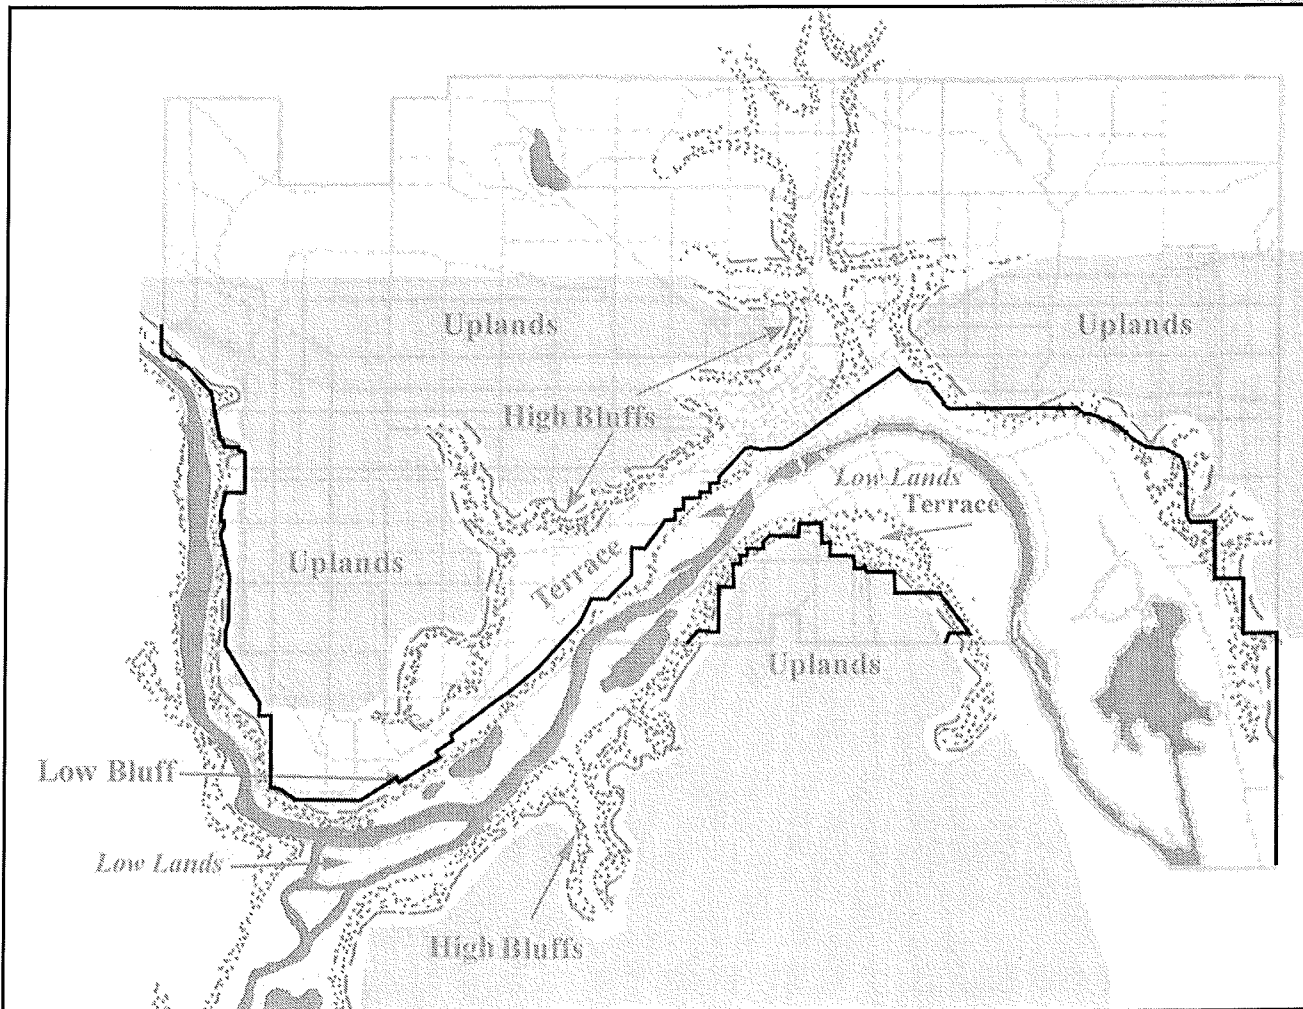 Uplands
Uplands
High Bluffs
Low Lands
Terrace
Uplands
Terrace
Uplands
Low Bluff
Low Lands
High Bluffs